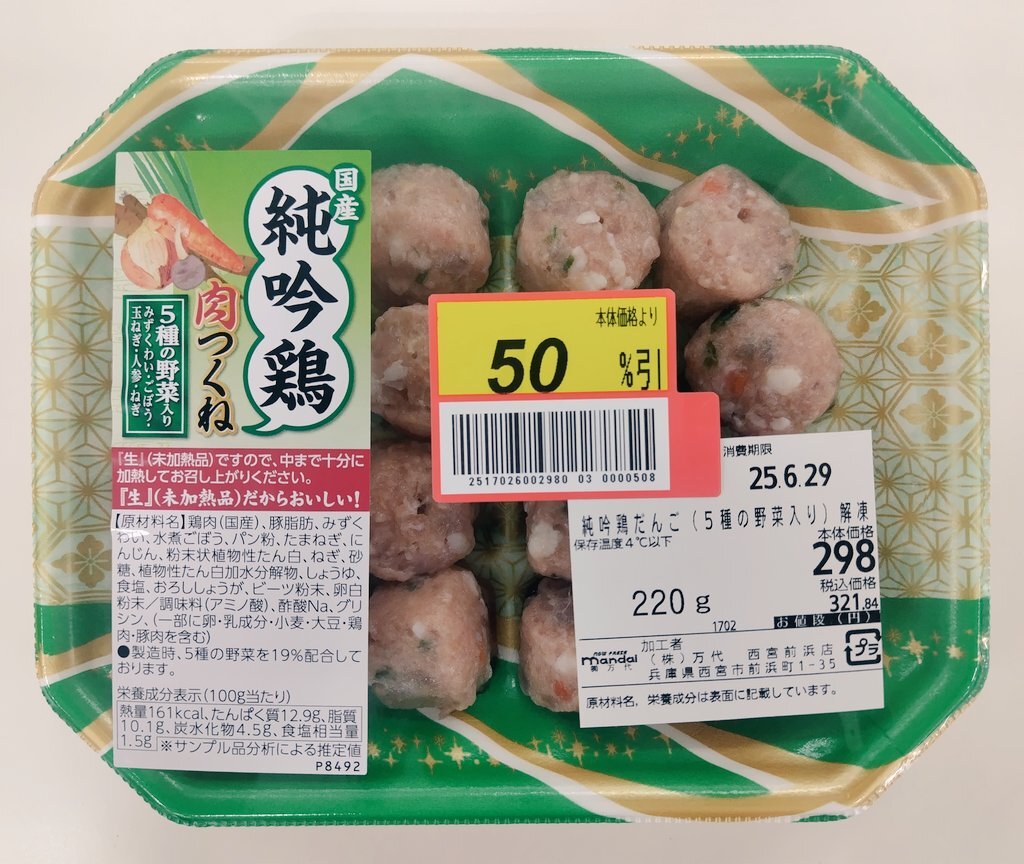 国産
純吟鶏
肉つくね
5種の野菜入り
みずくわい・ごぼう・
玉ねぎ・人参・ねぎ
『生』(未加熱品)ですので、中まで十分に
加熱してお召し上がりください。
『生』(未加熱品)だからおいしい!
【原材料名】鶏肉(国産)、豚脂肪、みずく
わい、水煮ごぼう、パン粉、たまねぎ、に
んじん、粉末状植物性たん白、ねぎ、砂
糖、植物性たん白加水分解物、しょうゆ、
食塩、おろししょうが、ビーツ粉末、卵白
粉末/調味料(アミノ酸)、酢酸Na、グリ
シン、(一部に卵・乳成分・小麦・大豆・鶏
肉・豚肉を含む)
●製造時、5種の野菜を19%配合して
おります。
栄養成分表示(100g当たり)
熱量161kcal、たんぱく質12.9g、脂質
10.1g、炭水化物4.5g、食塩相当量
1.5g ※サンプル品分析による推定値
P8492
本体価格より
50%引
2517026002980 03 0000508
消費期限
25.6.29
純吟鶏だんご(5種の野菜入り)解凍
保存温度4℃以下
本体価格
298
税込価格
321.84
220g
1702
お値段(円)
加工者
mandai
㈱万代
(株)万代 西宮前浜店
兵庫県西宮市前浜町1-35
プラ
原材料名、栄養成分は表面に記載しています。